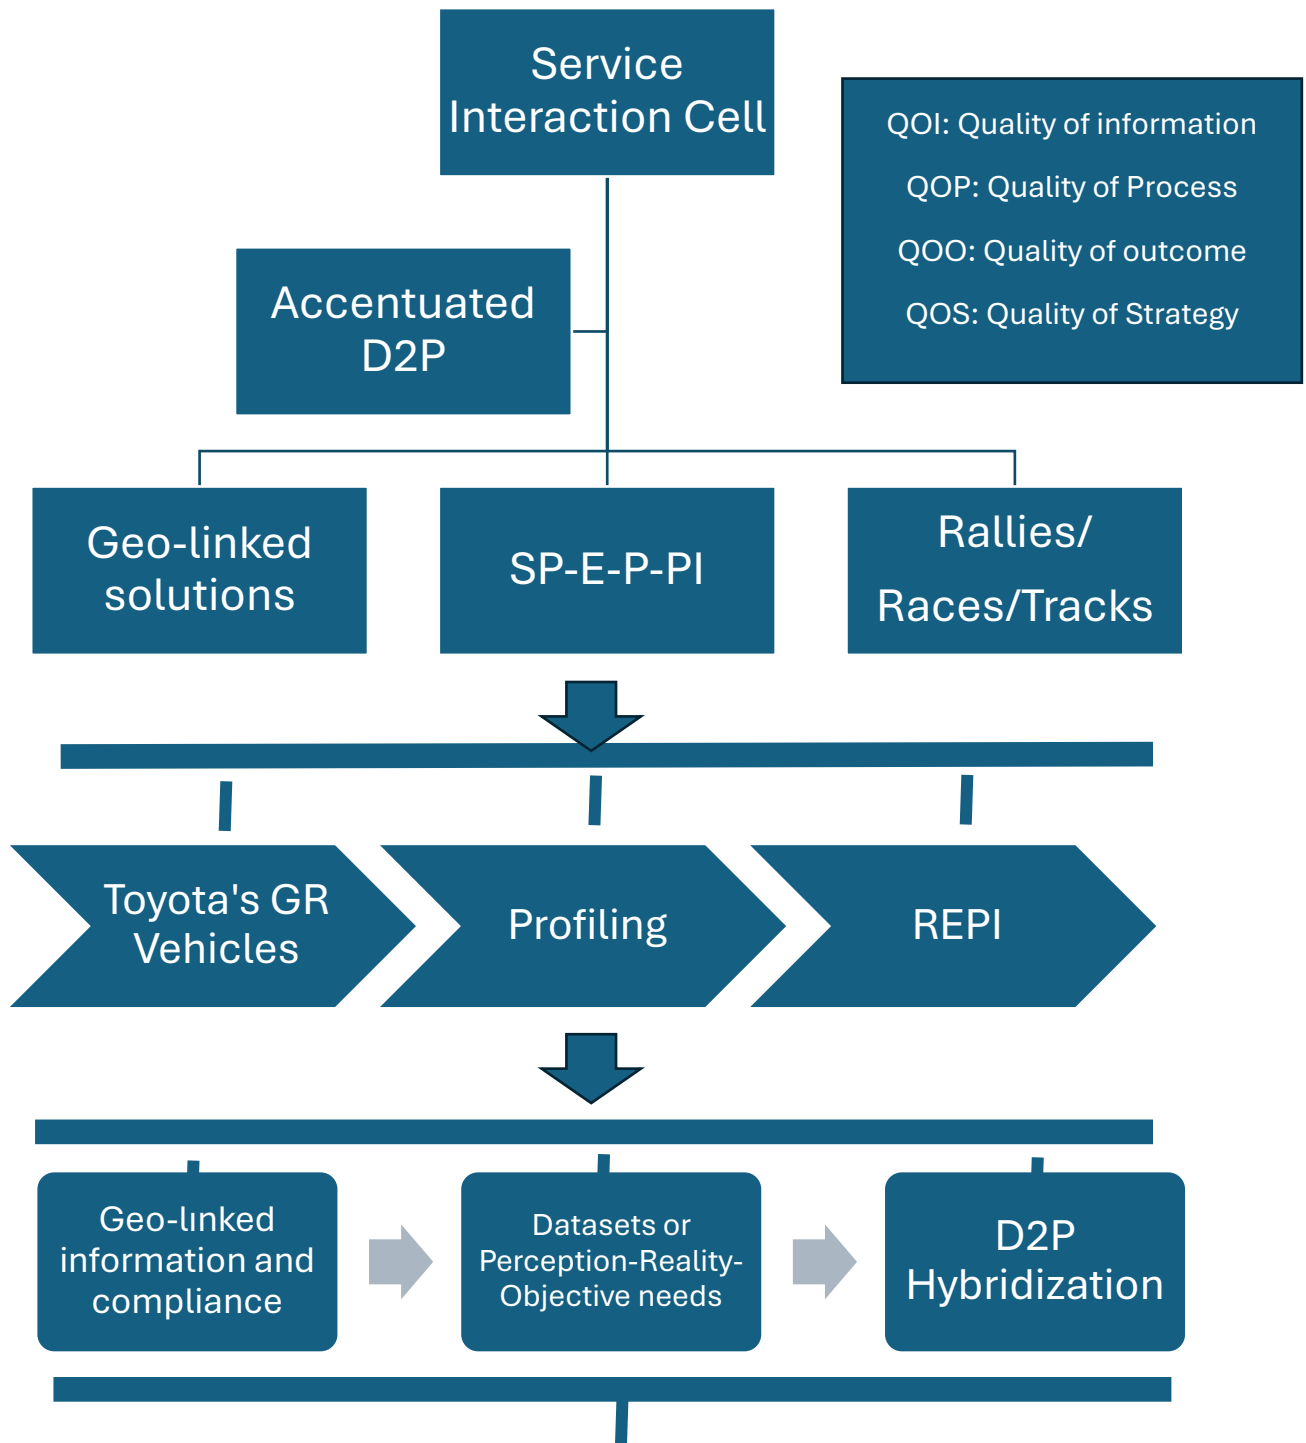 Service
Interaction Cell
QOI: Quality of information
QOP: Quality of Process
QOO: Quality of outcome
QOS: Quality of Strategy
Accentuated
D2P
Geo-linked
solutions
SP-E-P-PI
Rallies/
Races/Tracks
Toyota's GR
Vehicles
Profiling
REPI
Geo-lınked
information and
compliance
Datasets or
Perception-Reality-
Objective needs
D2P
Hybridization